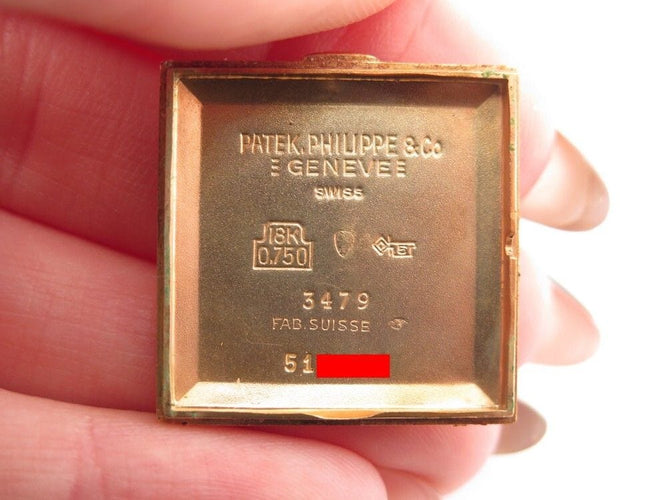 PATEK, PHILIPPE & Co
GENEVE
SWISS
18K
0.750
3479
FAB. SUISSE
51